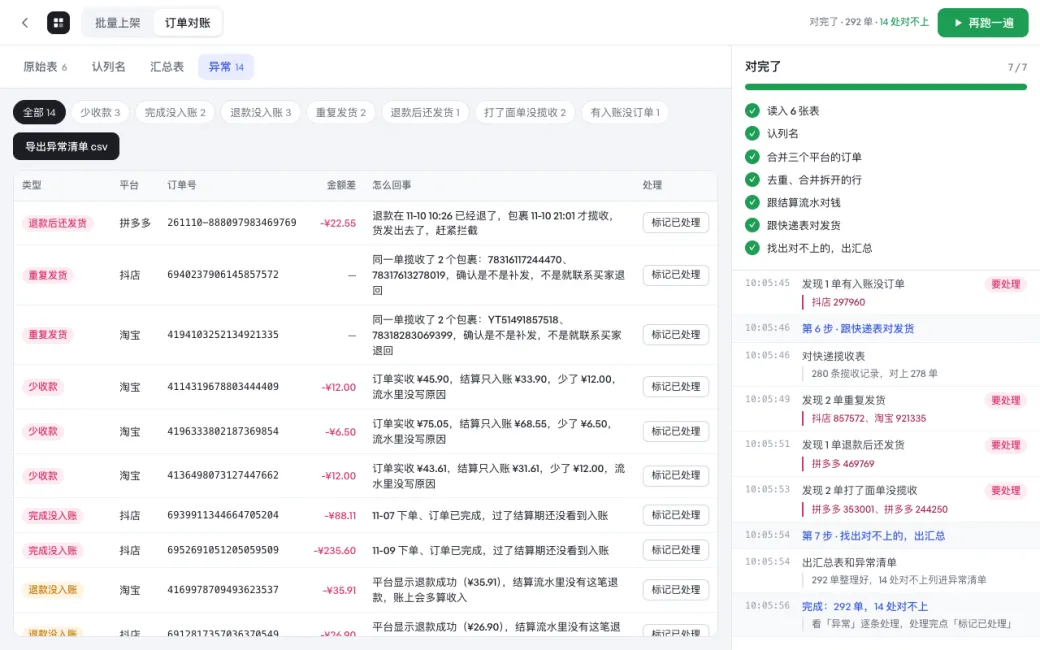 批量上架 订单对账 对完了 · 292 单 · 14 处对不上 再跑一遍
原始表 6 认列名 汇总表 异常 14
全部 14 少收款 3 完成没入账 2 退款没入账 3 重复发货 2 退款后还发货 1 打了面单没揽收 2 有入账没订单 1
导出异常清单 csv
类型 平台 订单号 金额差 怎么回事 处理
退款后还发货 拼多多 261110-888097983469769 -¥22.55 退款在 11-10 10:26 已经退了，包裹 11-10 21:01 才揽收，
货发出去了，赶紧拦截 标记已处理
重复发货 抖店 6940237906145857572 — 同一单揽收了 2 个包裹：78316117244470、
78317613278019，确认是不是补发，不是就联系买家退
回 标记已处理
重复发货 淘宝 4194103252134921335 — 同一单揽收了 2 个包裹：YT51491857518、
78318283069399，确认是不是补发，不是就联系买家
退回 标记已处理
少收款 淘宝 4114319678803444409 -¥12.00 订单实收 ¥45.90，结算只入账 ¥33.90，少了 ¥12.00，
流水里没写原因 标记已处理
少收款 淘宝 4196333802187369854 -¥6.50 订单实收 ¥75.05，结算只入账 ¥68.55，少了 ¥6.50，
流水里没写原因 标记已处理
少收款 淘宝 4136498073127447662 -¥12.00 订单实收 ¥43.61，结算只入账 ¥31.61，少了 ¥12.00，流
水里没写原因 标记已处理
完成没入账 抖店 6939911344664705204 -¥88.11 11-07 下单、订单已完成，过了结算期还没看到入账 标记已处理
完成没入账 抖店 6952691051205059509 -¥235.60 11-09 下单、订单已完成，过了结算期还没看到入账 标记已处理
退款没入账 淘宝 4169978709493623537 -¥35.91 平台显示退款成功（¥35.91），结算流水里没有这笔退
款，账上会多算收入 标记已处理
退款没入账 抖店 6912817357036370549 -¥26.90 平台显示退款成功（¥26.90），结算流水里没有这笔退 标记已处理
对完了 7 / 7
读入 6 张表
认列名
合并三个平台的订单
去重、合并拆开的行
跟结算流水对钱
跟快递表对发货
找出对不上的，出汇总
10:05:45 发现 1 单有入账没订单 要处理
抖店 297960
10:05:46 第 6 步 · 跟快递表对发货
10:05:46 对快递揽收表
280 条揽收记录，对上 278 单
10:05:49 发现 2 单重复发货 要处理
抖店 857572、淘宝 921335
10:05:51 发现 1 单退款后还发货 要处理
拼多多 469769
10:05:53 发现 2 单打了面单没揽收 要处理
拼多多 353001、拼多多 244250
10:05:54 第 7 步 · 找出对不上的，出汇总
10:05:54 出汇总表和异常清单
292 单整理好，14 处对不上列进异常清单
10:05:56 完成：292 单，14 处对不上
看「异常」逐条处理，处理完点「标记已处理」